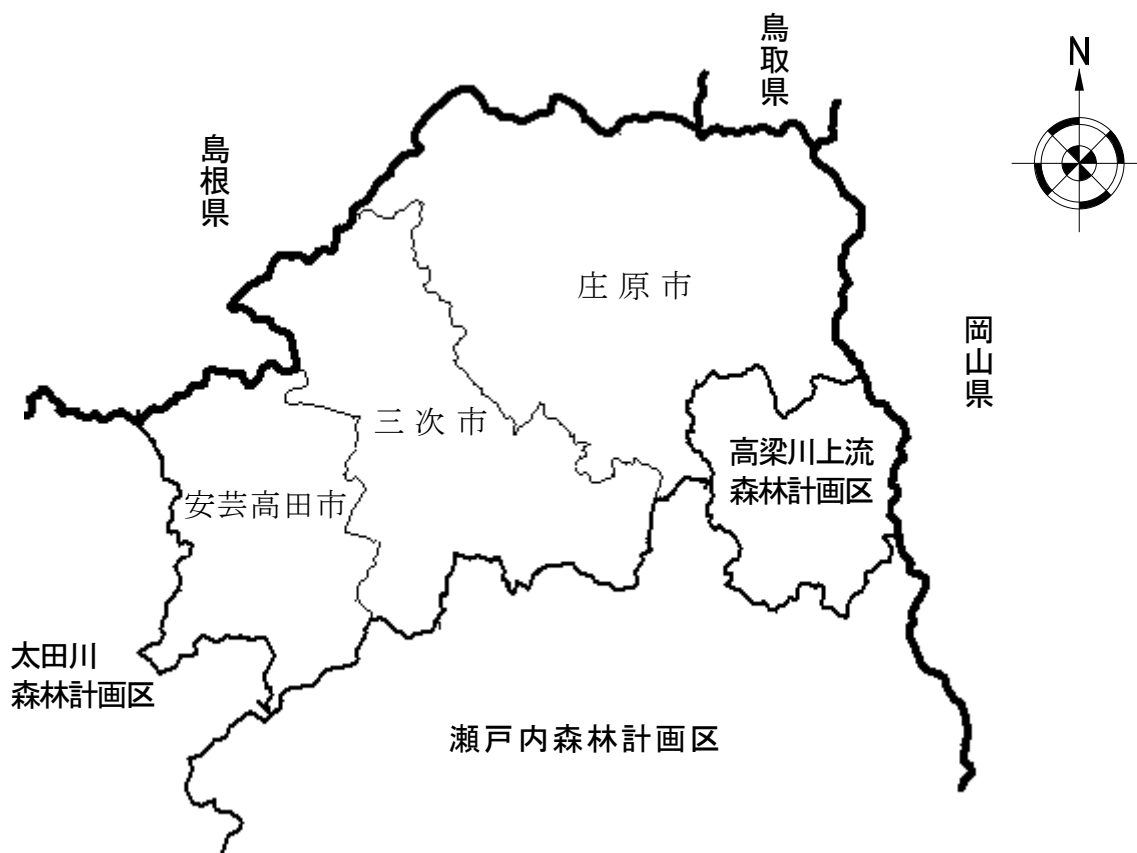 鳥取県
N
島根県
庄原市
岡山県
三次市
高梁川上流
森林計画区
安芸高田市
太田川
森林計画区
瀬戸内森林計画区